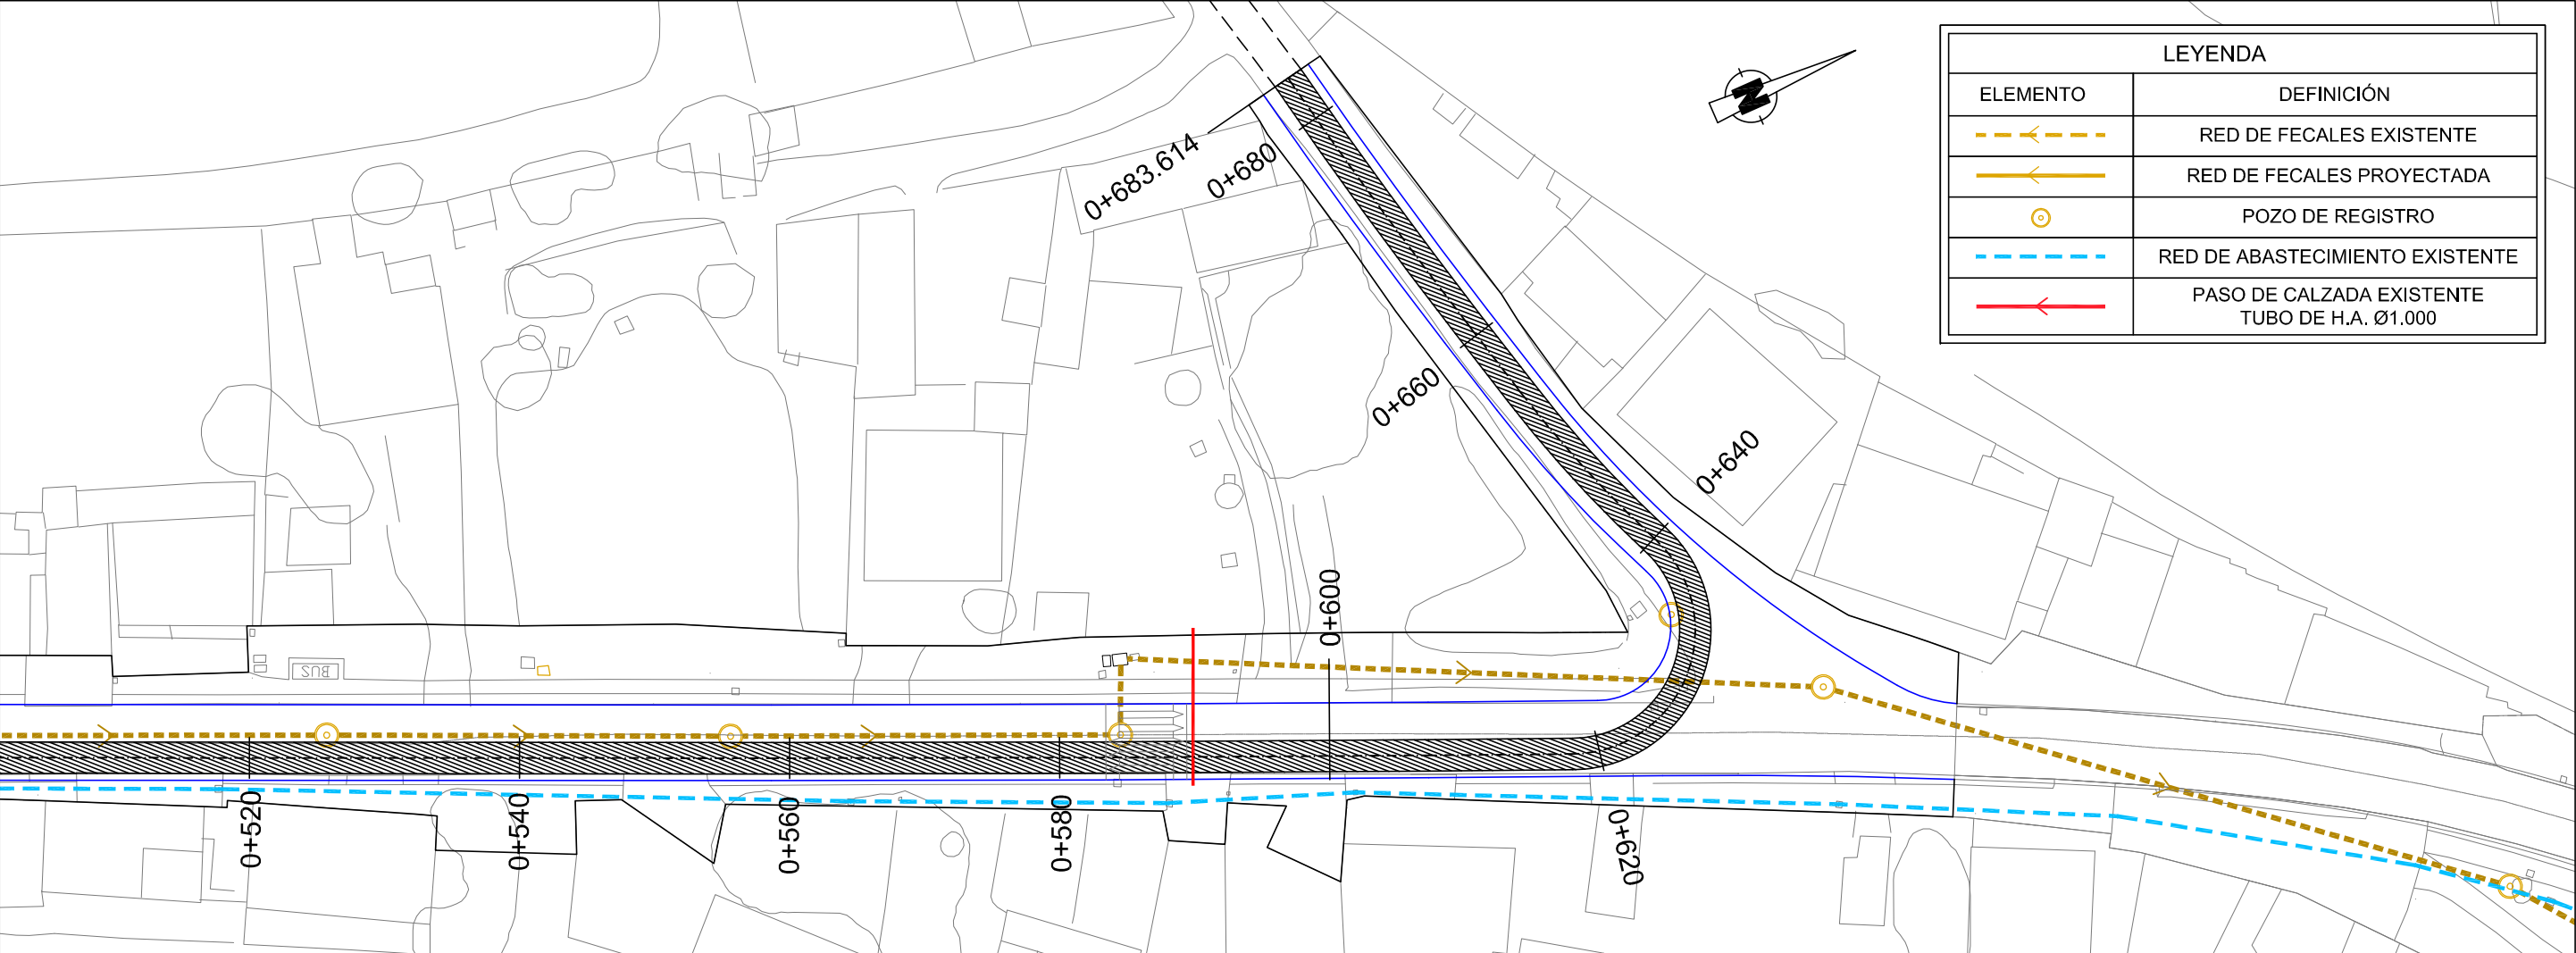 LEYENDA
ELEMENTO DEFINICIÓN
RED DE FECALES EXISTENTE
RED DE FECALES PROYECTADA
POZO DE REGISTRO
RED DE ABASTECIMIENTO EXISTENTE
PASO DE CALZADA EXISTENTE
TUBO DE H.A. Ø1.000
N
0+683.614
0+680
0+660
0+640
0+600
BUS
0+520
0+540
0+560
0+580
0+620